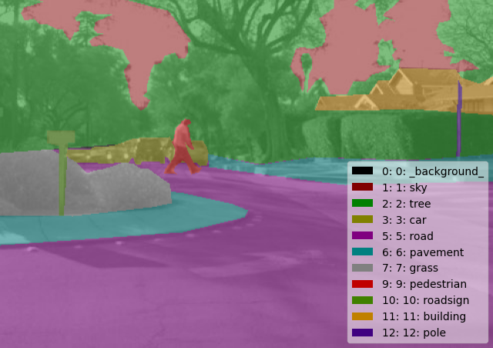 0: 0: _background_
1: 1: sky
2: 2: tree
3: 3: car
5: 5: road
6: 6: pavement
7: 7: grass
9: 9: pedestrian
10: 10: roadsign
11: 11: building
12: 12: pole